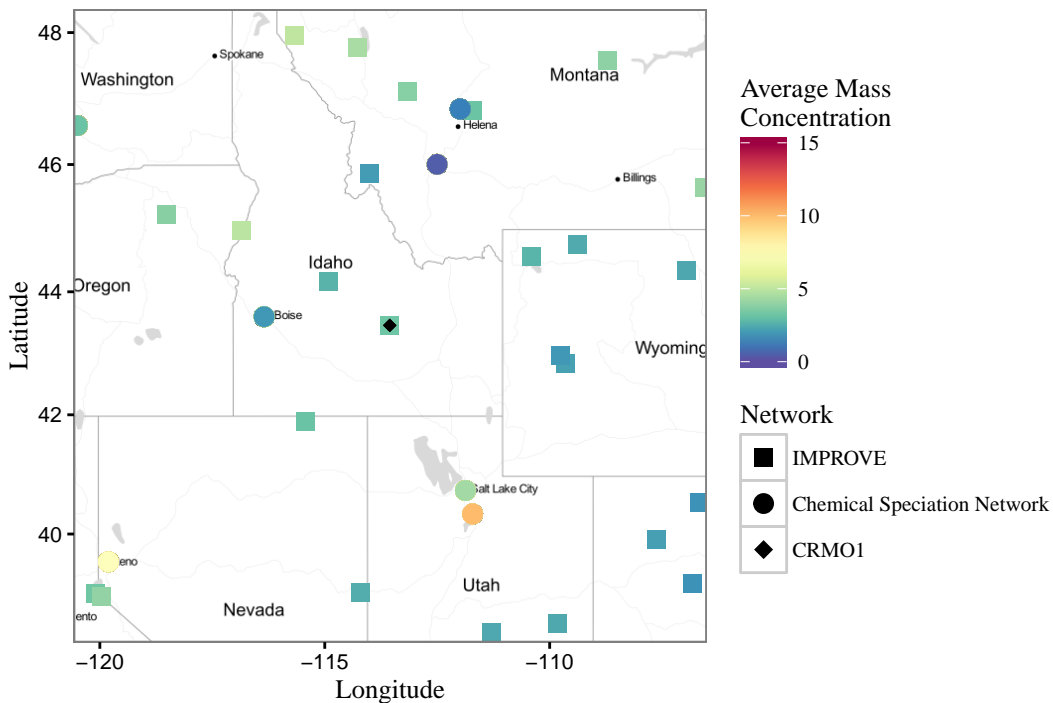 48
46
44
42
40
38
Latitude
−120
−115
−110
Longitude
Spokane
Washington
Montana
Helena
Billings
Idaho
Oregon
Boise
Wyoming
Salt Lake City
eno
ento
Nevada
Utah
Average Mass
Concentration
15
10
5
0
Network
IMPROVE
Chemical Speciation Network
CRMO1